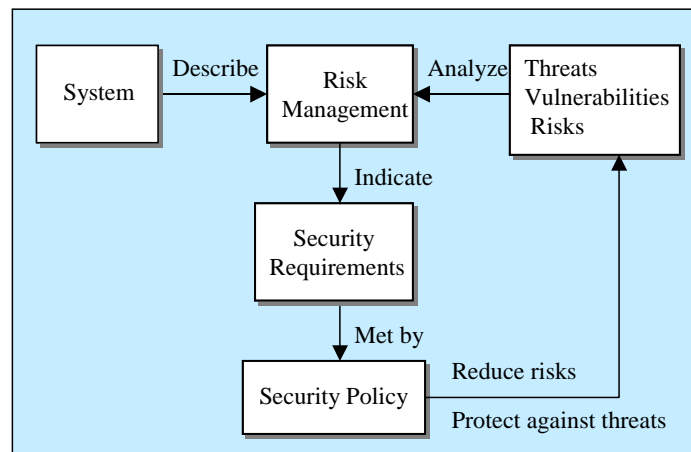 System
Describe
Risk
Management
Analyze
Threats
Vulnerabilities
Risks
Indicate
Security
Requirements
Met by
Security Policy
Reduce risks
Protect against threats